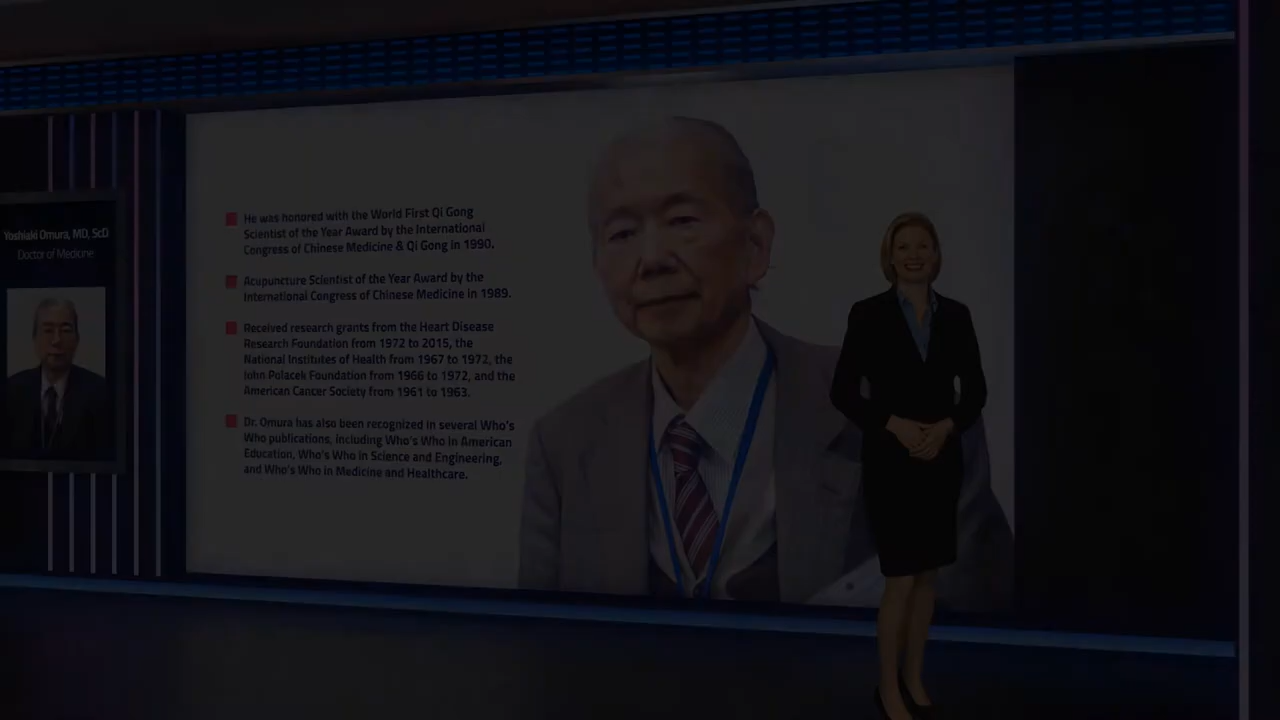 Yoshiaki Omura, MD, ScD
Doctor of Medicine
He was honored with the World First Qi Gong
Scientist of the Year Award by the International
Congress of Chinese Medicine & Qi Gong in 1990.
Acupuncture Scientist of the Year Award by the
International Congress of Chinese Medicine in 1989.
Received research grants from the Heart Disease
Research Foundation from 1972 to 2015, the
National Institutes of Health from 1967 to 1972, the
John Polacek Foundation from 1966 to 1972, and the
American Cancer Society from 1961 to 1963.
Dr. Omura has also been recognized in several Who's
Who publications, including Who's Who in American
Education, Who's Who in Science and Engineering,
and Who's Who in Medicine and Healthcare.